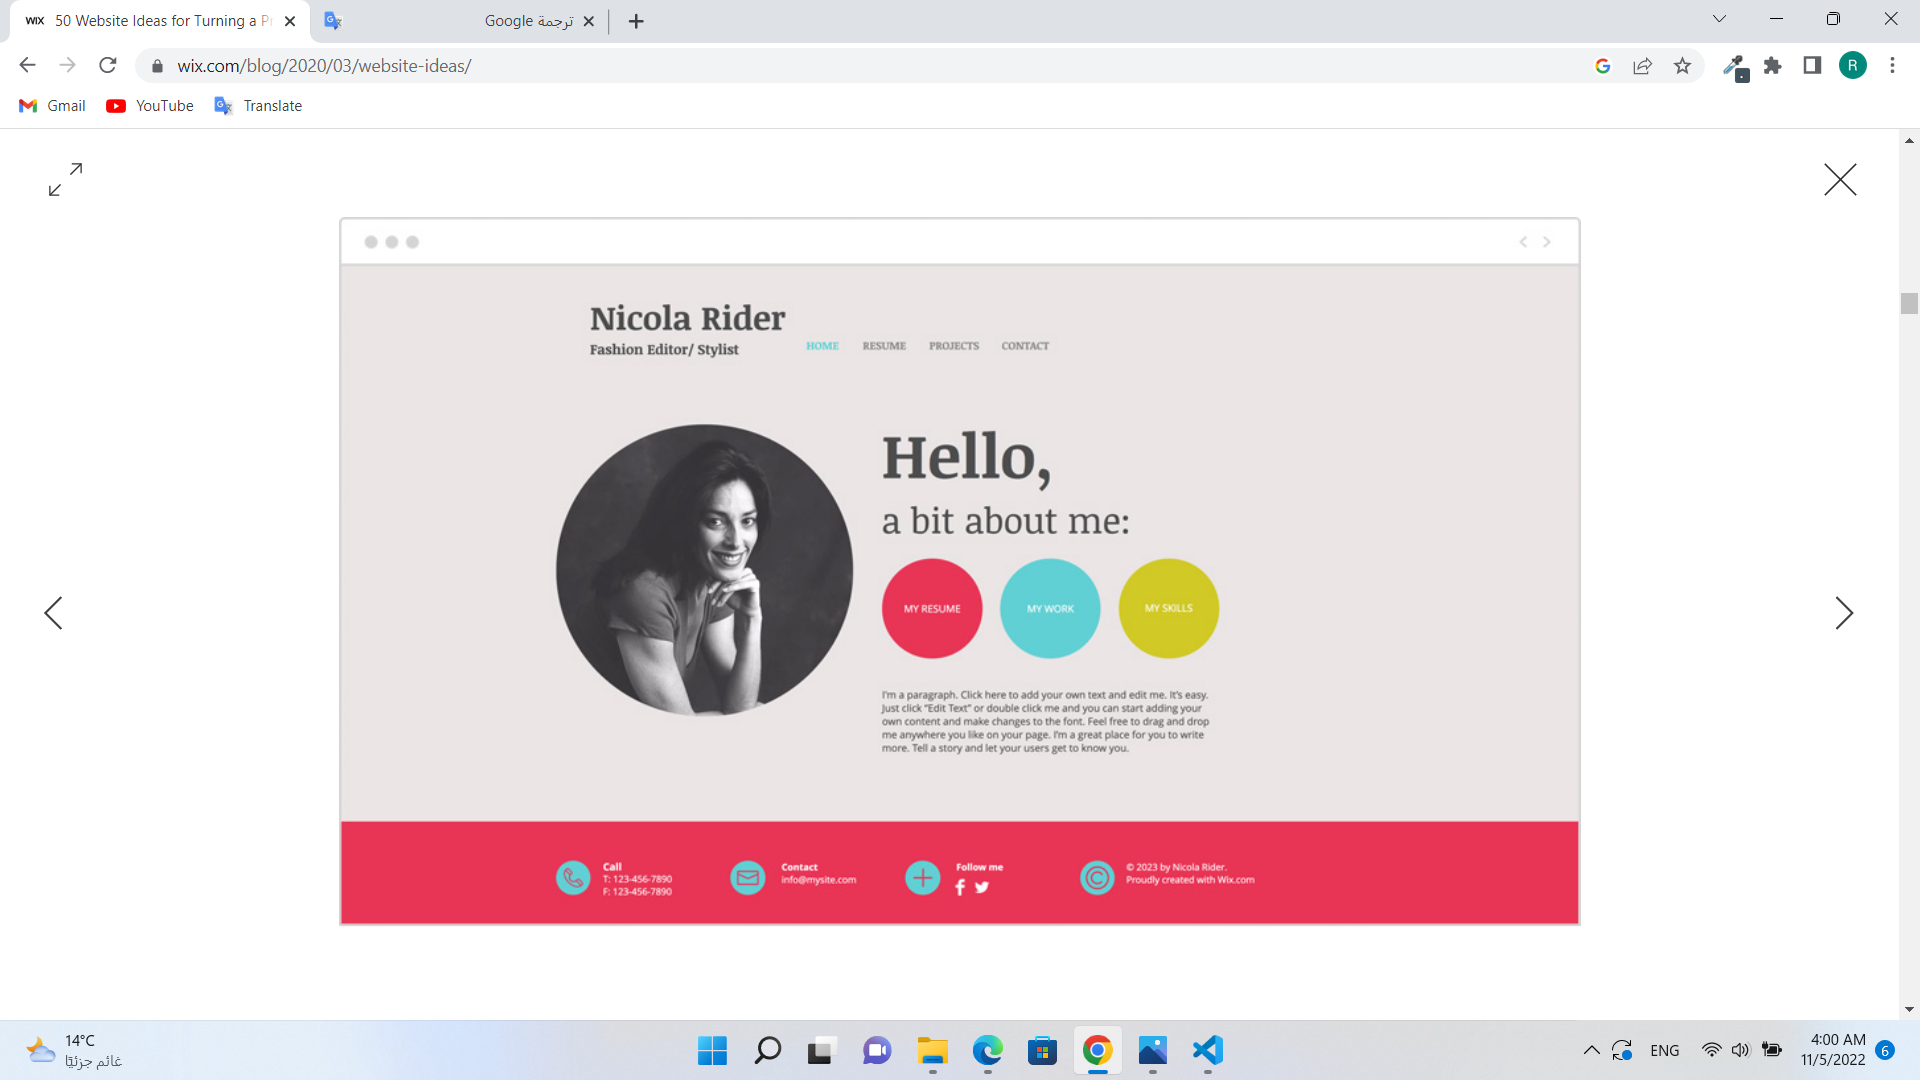 WIX 50 Website Ideas for Turning a Pr
ترجمة Google
wix.com/blog/2020/03/website-ideas/
R
Gmail YouTube Translate
Nicola Rider
Fashion Editor/ Stylist
HOME RESUME PROJECTS CONTACT
Hello,
a bit about me:
MY RESUME MY WORK MY SKILLS
I'm a paragraph. Click here to add your own text and edit me. It's easy.
Just click “Edit Text” or double click me and you can start adding your
own content and make changes to the font. Feel free to drag and drop
me anywhere you like on your page. I'm a great place for you to write
more. Tell a story and let your users get to know you.
Call
T: 123-456-7890
F: 123-456-7890
Contact
info@mysite.com
Follow me
© 2023 by Nicola Rider.
Proudly created with Wix.com
14°C
غائم جزئيًا
ENG
4:00 AM
11/5/2022
6